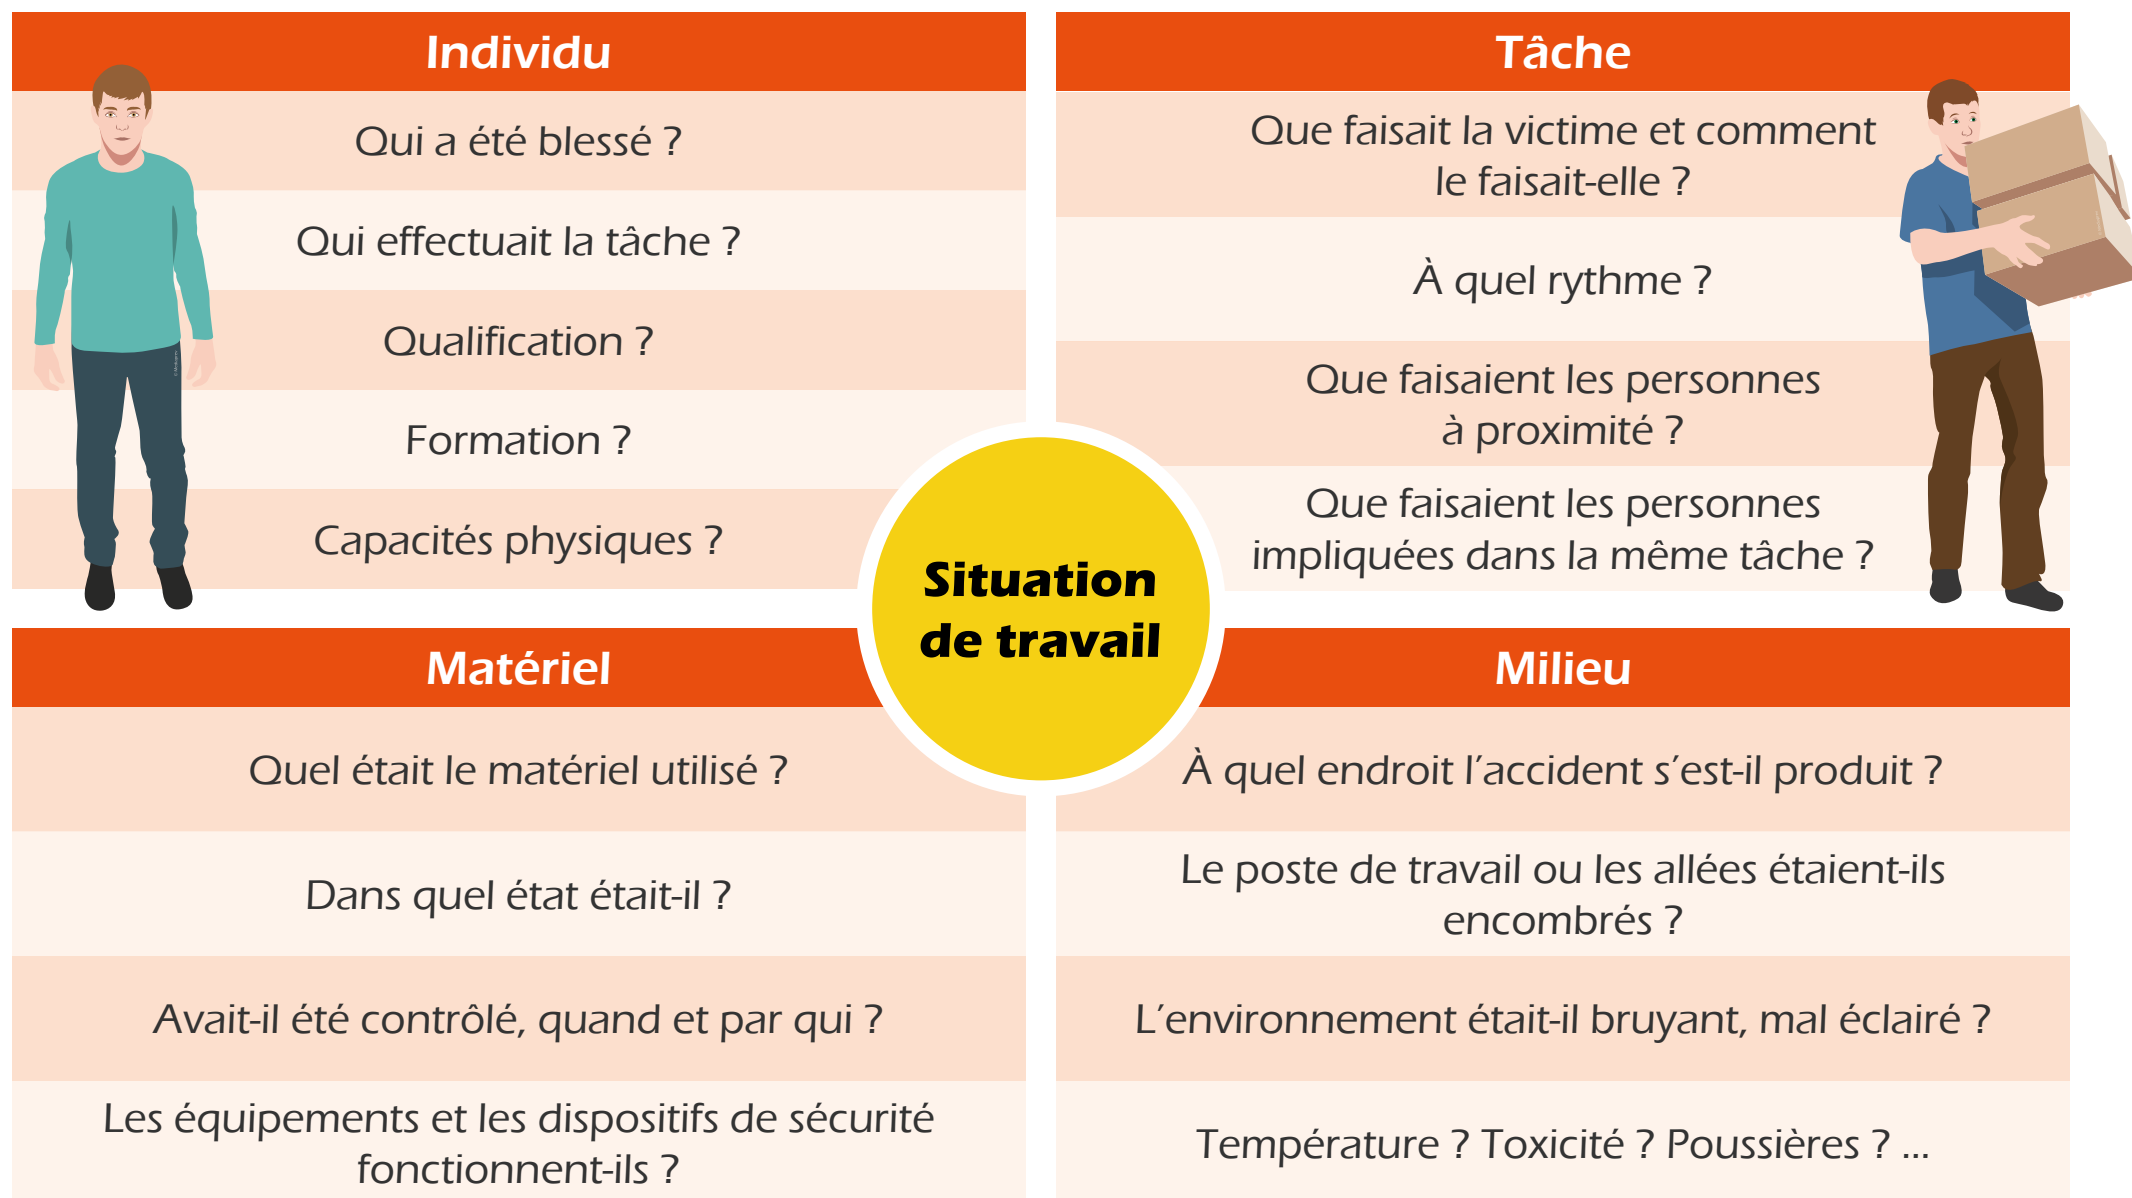 Individu
Qui a été blessé ?
Qui effectuait la tâche ?
Qualification ?
Formation ?
Capacités physiques ?
Tâche
Que faisait la victime et comment
le faisait-elle ?
À quel rythme ?
Que faisaient les personnes
à proximité ?
Que faisaient les personnes
impliquées dans la même tâche ?
Situation
de travail
Matériel
Quel était le matériel utilisé ?
Dans quel état était-il ?
Avait-il été contrôlé, quand et par qui ?
Les équipements et les dispositifs de sécurité
fonctionnent-ils ?
Milieu
À quel endroit l’accident s’est-il produit ?
Le poste de travail ou les allées étaient-ils
encombrés ?
L’environnement était-il bruyant, mal éclairé ?
Température ? Toxicité ? Poussières ? ...